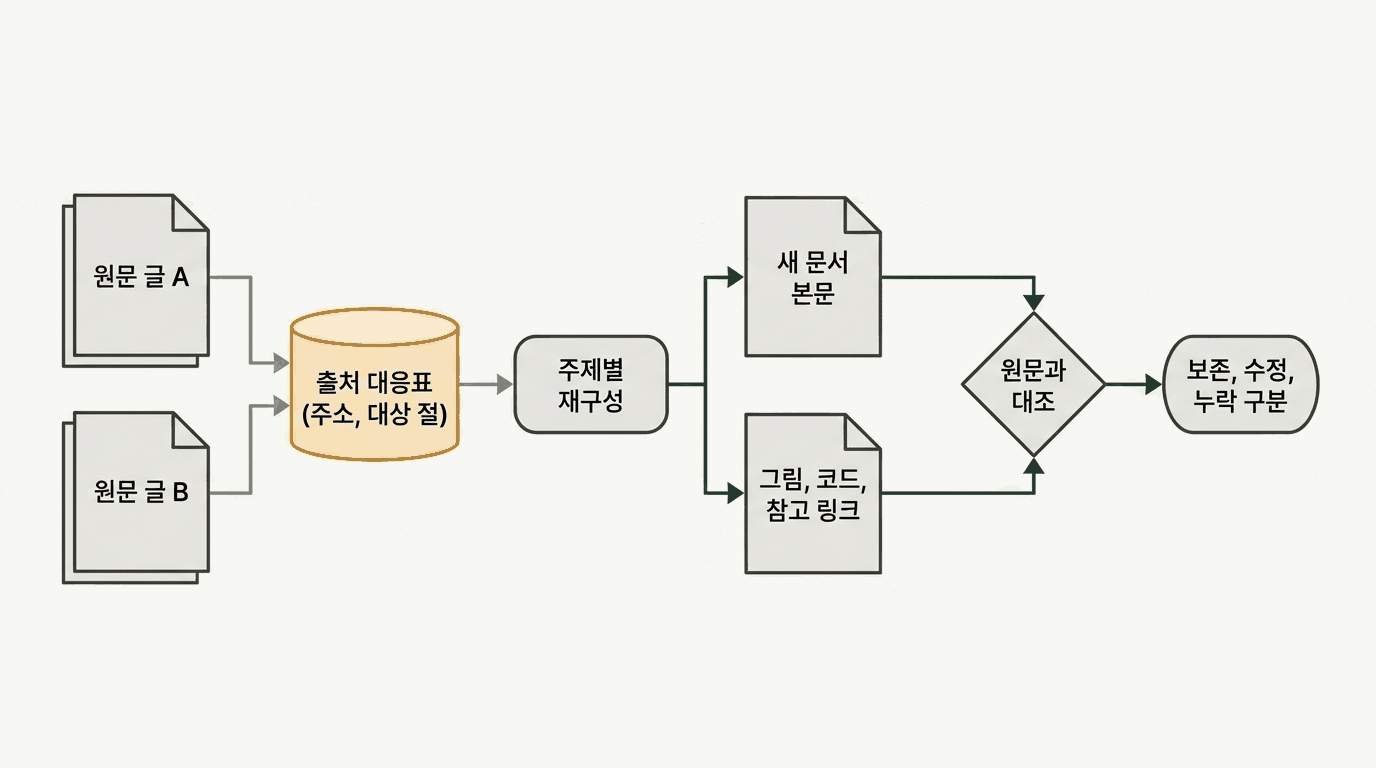 원문 글 A
원문 글 B
출처 대응표
(주소, 대상 절)
주제별
재구성
새 문서
본문
그림, 코드,
참고 링크
원문과
대조
보존, 수정,
누락 구분